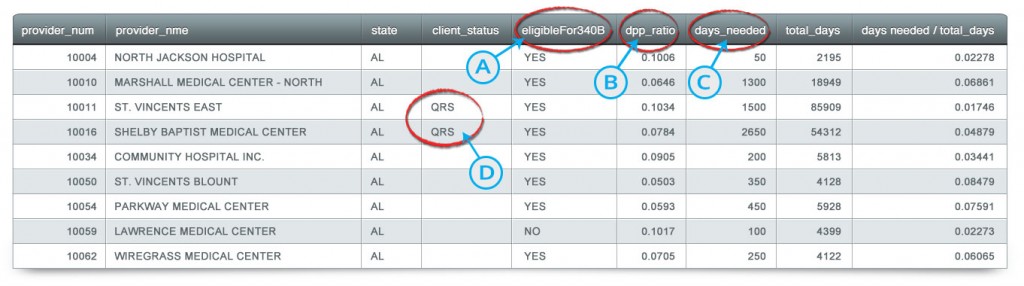 provider_num provider_nme state client_status eligibleFor340B dpp_ratio days_needed total_days days needed / total_days
A B C
10004 NORTH JACKSON HOSPITAL AL YES 0.1006 50 2195 0.02278
10010 MARSHALL MEDICAL CENTER - NORTH AL YES 0.0646 1300 18949 0.06861
10011 ST. VINCENTS EAST AL QRS YES 0.1034 1500 85909 0.01746
10016 SHELBY BAPTIST MEDICAL CENTER AL QRS YES 0.0784 2650 54312 0.04879
10034 COMMUNITY HOSPITAL INC. AL YES 0.0905 200 5813 0.03441
D
10050 ST. VINCENTS BLOUNT AL YES 0.0503 350 4128 0.08479
10054 PARKWAY MEDICAL CENTER AL YES 0.0593 450 5928 0.07591
10059 LAWRENCE MEDICAL CENTER AL NO 0.1017 100 4399 0.02273
10062 WIREGRASS MEDICAL CENTER AL YES 0.0705 250 4122 0.06065